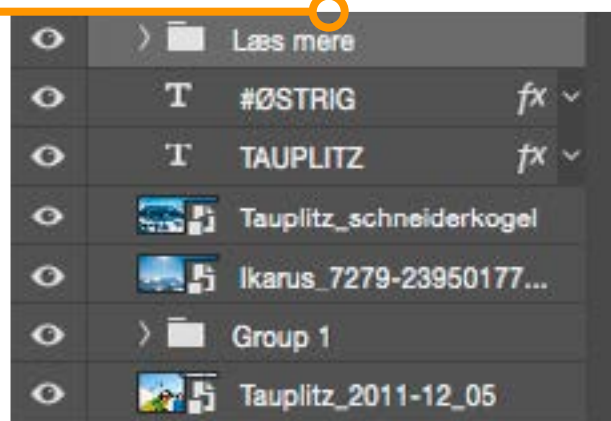 Læs mere
T #ØSTRIG fx
T TAUPLITZ fx
Tauplitz_schneiderkogel
Ikarus_7279-23950177...
Group 1
Tauplitz_2011-12_05